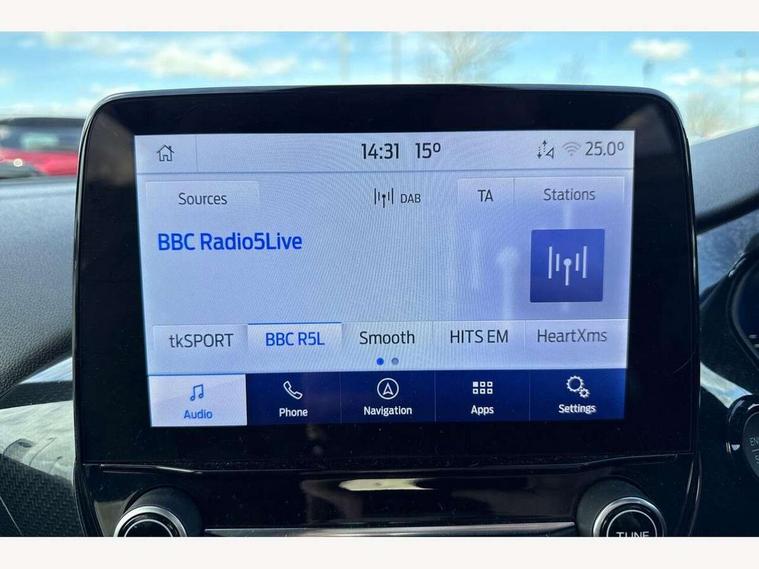 14:31 15° 25.0°
Sources DAB TA Stations
BBC Radio5Live
tkSPORT BBC R5L Smooth HITS EM HeartXms
Audio Phone Navigation Apps Settings
TUNE